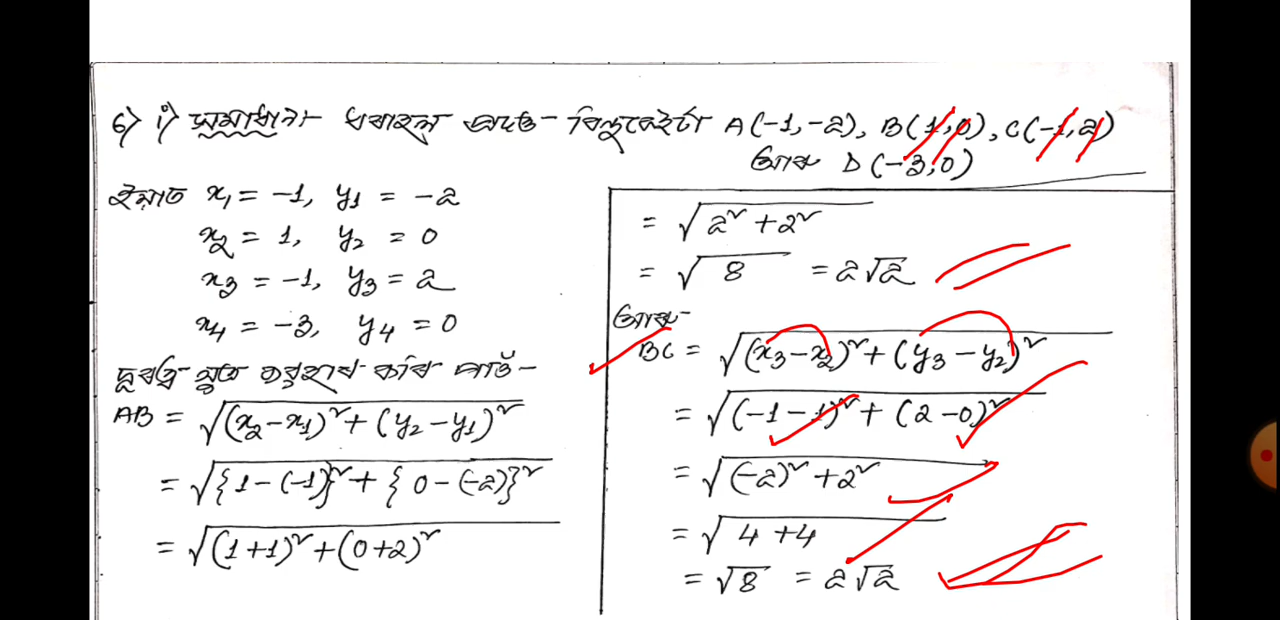 6) i) সমাধান :- ধৰাহ'ল প্ৰদত্ত বিন্দুকেইটা A(-1, -2), B(1, 0), C(-1, 2)
আৰু D(-3, 0)
ইয়াত x₁ = -1, y₁ = -2
x₂ = 1, y₂ = 0
x₃ = -1, y₃ = 2
x₄ = -3, y₄ = 0
দূৰত্ব সূত্ৰ ব্যৱহাৰ কৰি পাওঁ-
AB = √(x₂-x₁)² + (y₂-y₁)²
= √{1-(-1)}² + {0-(-2)}²
= √(1+1)² + (0+2)²
= √2² + 2²
= √8 = 2√2
আৰু-
BC = √(x₃-x₂)² + (y₃-y₂)²
= √(-1-1)² + (2-0)²
= √(-2)² + 2²
= √4+4
= √8 = 2√2